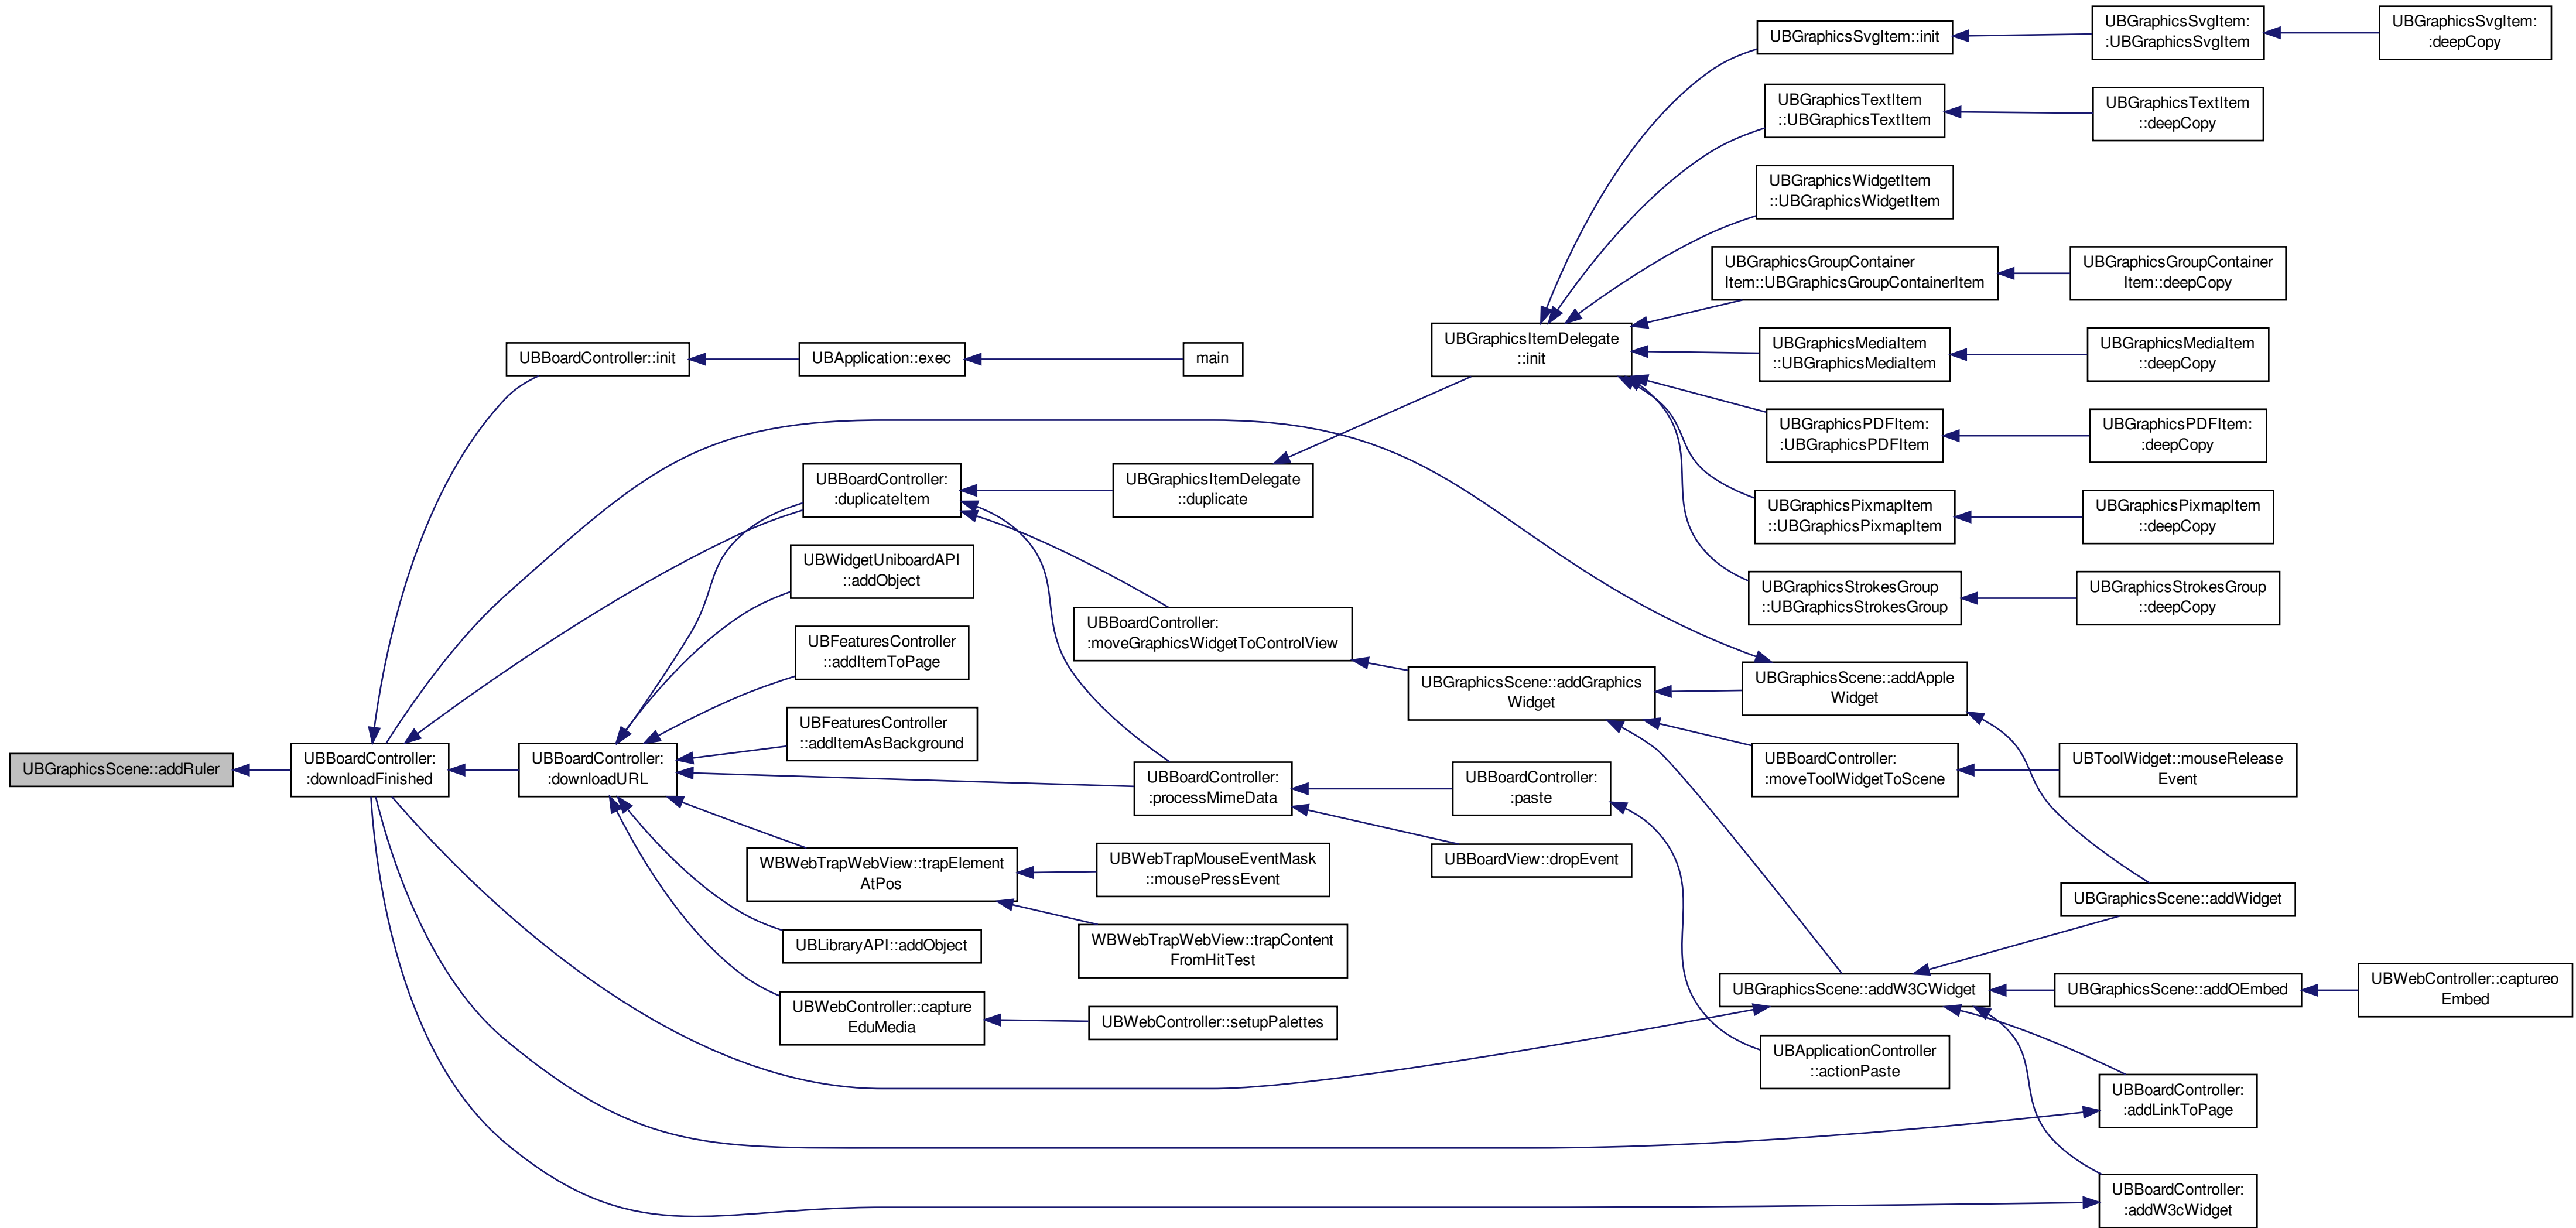 UBGraphicsScene::addRuler
UBBoardController:
:downloadFinished
UBBoardController::init
UBApplication::exec
main
UBBoardController:
:downloadURL
UBBoardController:
:duplicateItem
UBWidgetUniboardAPI
::addObject
UBFeaturesController
::addItemToPage
UBFeaturesController
::addItemAsBackground
WBWebTrapWebView::trapElement
AtPos
UBLibraryAPI::addObject
UBWebController::capture
EduMedia
UBGraphicsItemDelegate
::duplicate
UBBoardController:
:moveGraphicsWidgetToControlView
UBBoardController:
:processMimeData
UBWebTrapMouseEventMask
::mousePressEvent
WBWebTrapWebView::trapContent
FromHitTest
UBWebController::setupPalettes
UBGraphicsItemDelegate
::init
UBGraphicsScene::addGraphics
Widget
UBBoardController:
:paste
UBBoardView::dropEvent
UBGraphicsSvgItem::init
UBGraphicsSvgItem:
:UBGraphicsSvgItem
UBGraphicsSvgItem:
:deepCopy
UBGraphicsTextItem
::UBGraphicsTextItem
UBGraphicsTextItem
::deepCopy
UBGraphicsWidgetItem
::UBGraphicsWidgetItem
UBGraphicsGroupContainer
Item::UBGraphicsGroupContainerItem
UBGraphicsGroupContainer
Item::deepCopy
UBGraphicsMediaItem
::UBGraphicsMediaItem
UBGraphicsMediaItem
::deepCopy
UBGraphicsPDFItem:
:UBGraphicsPDFItem
UBGraphicsPDFItem:
:deepCopy
UBGraphicsPixmapItem
::UBGraphicsPixmapItem
UBGraphicsPixmapItem
::deepCopy
UBGraphicsStrokesGroup
::UBGraphicsStrokesGroup
UBGraphicsStrokesGroup
::deepCopy
UBGraphicsScene::addApple
Widget
UBBoardController:
:moveToolWidgetToScene
UBToolWidget::mouseRelease
Event
UBGraphicsScene::addWidget
UBGraphicsScene::addW3CWidget
UBGraphicsScene::addOEmbed
UBWebController::captureo
Embed
UBApplicationController
::actionPaste
UBBoardController:
:addLinkToPage
UBBoardController:
:addW3cWidget